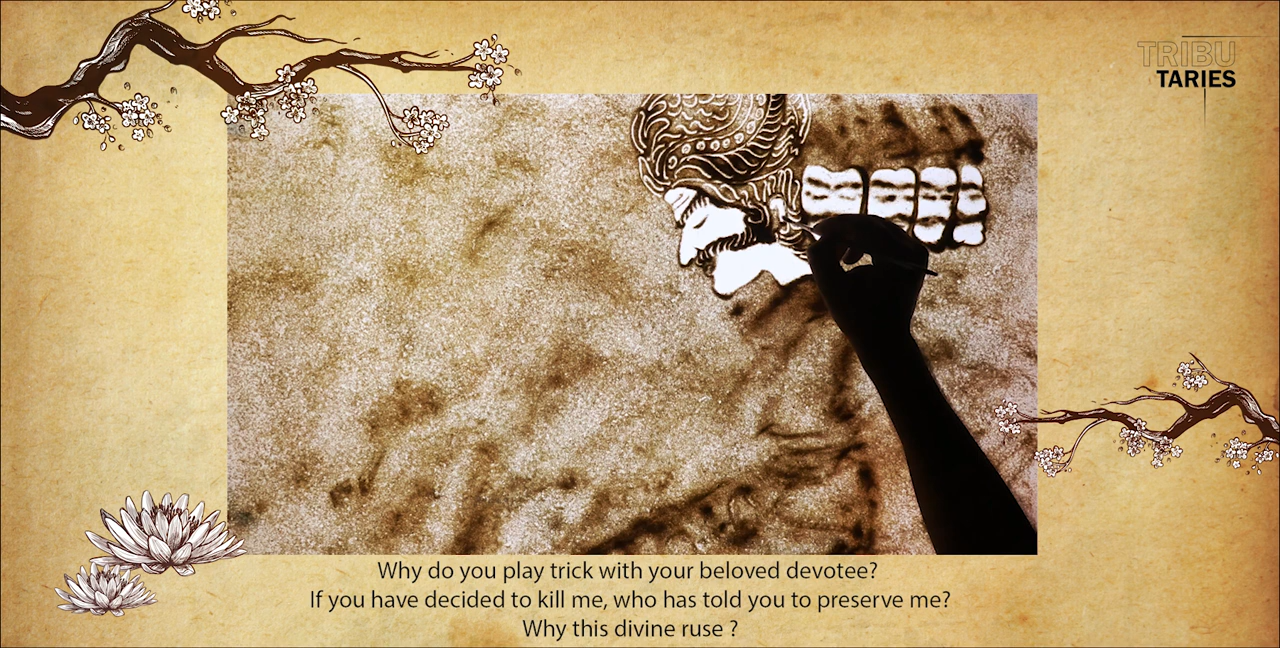 TRIBU
TARIES
Why do you play trick with your beloved devotee?
If you have decided to kill me, who has told you to preserve me?
Why this divine ruse ?